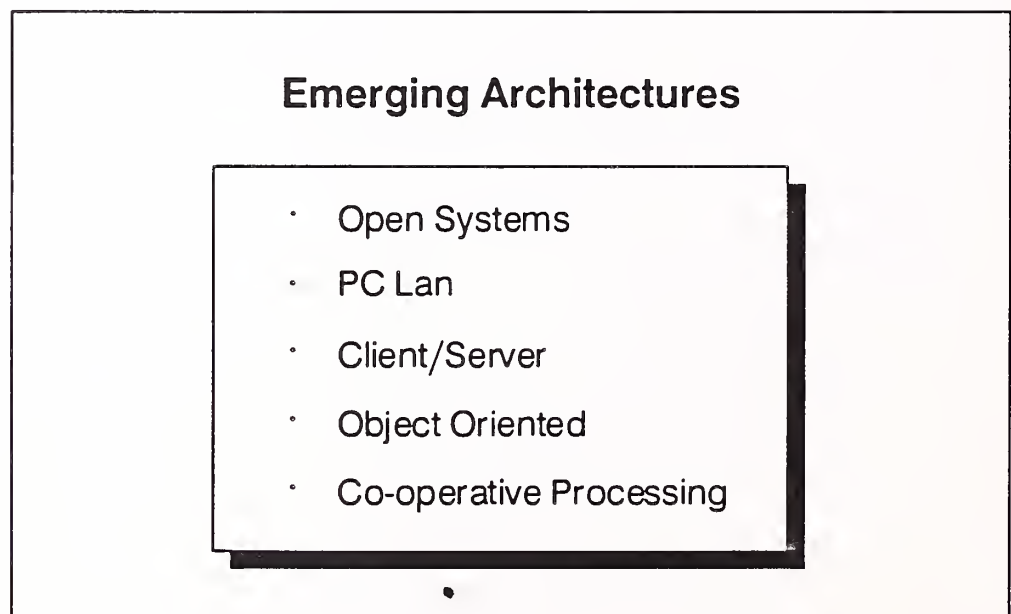 Emerging Architectures
• Open Systems
• PC Lan
• Client/Server
• Object Oriented
• Co-operative Processing